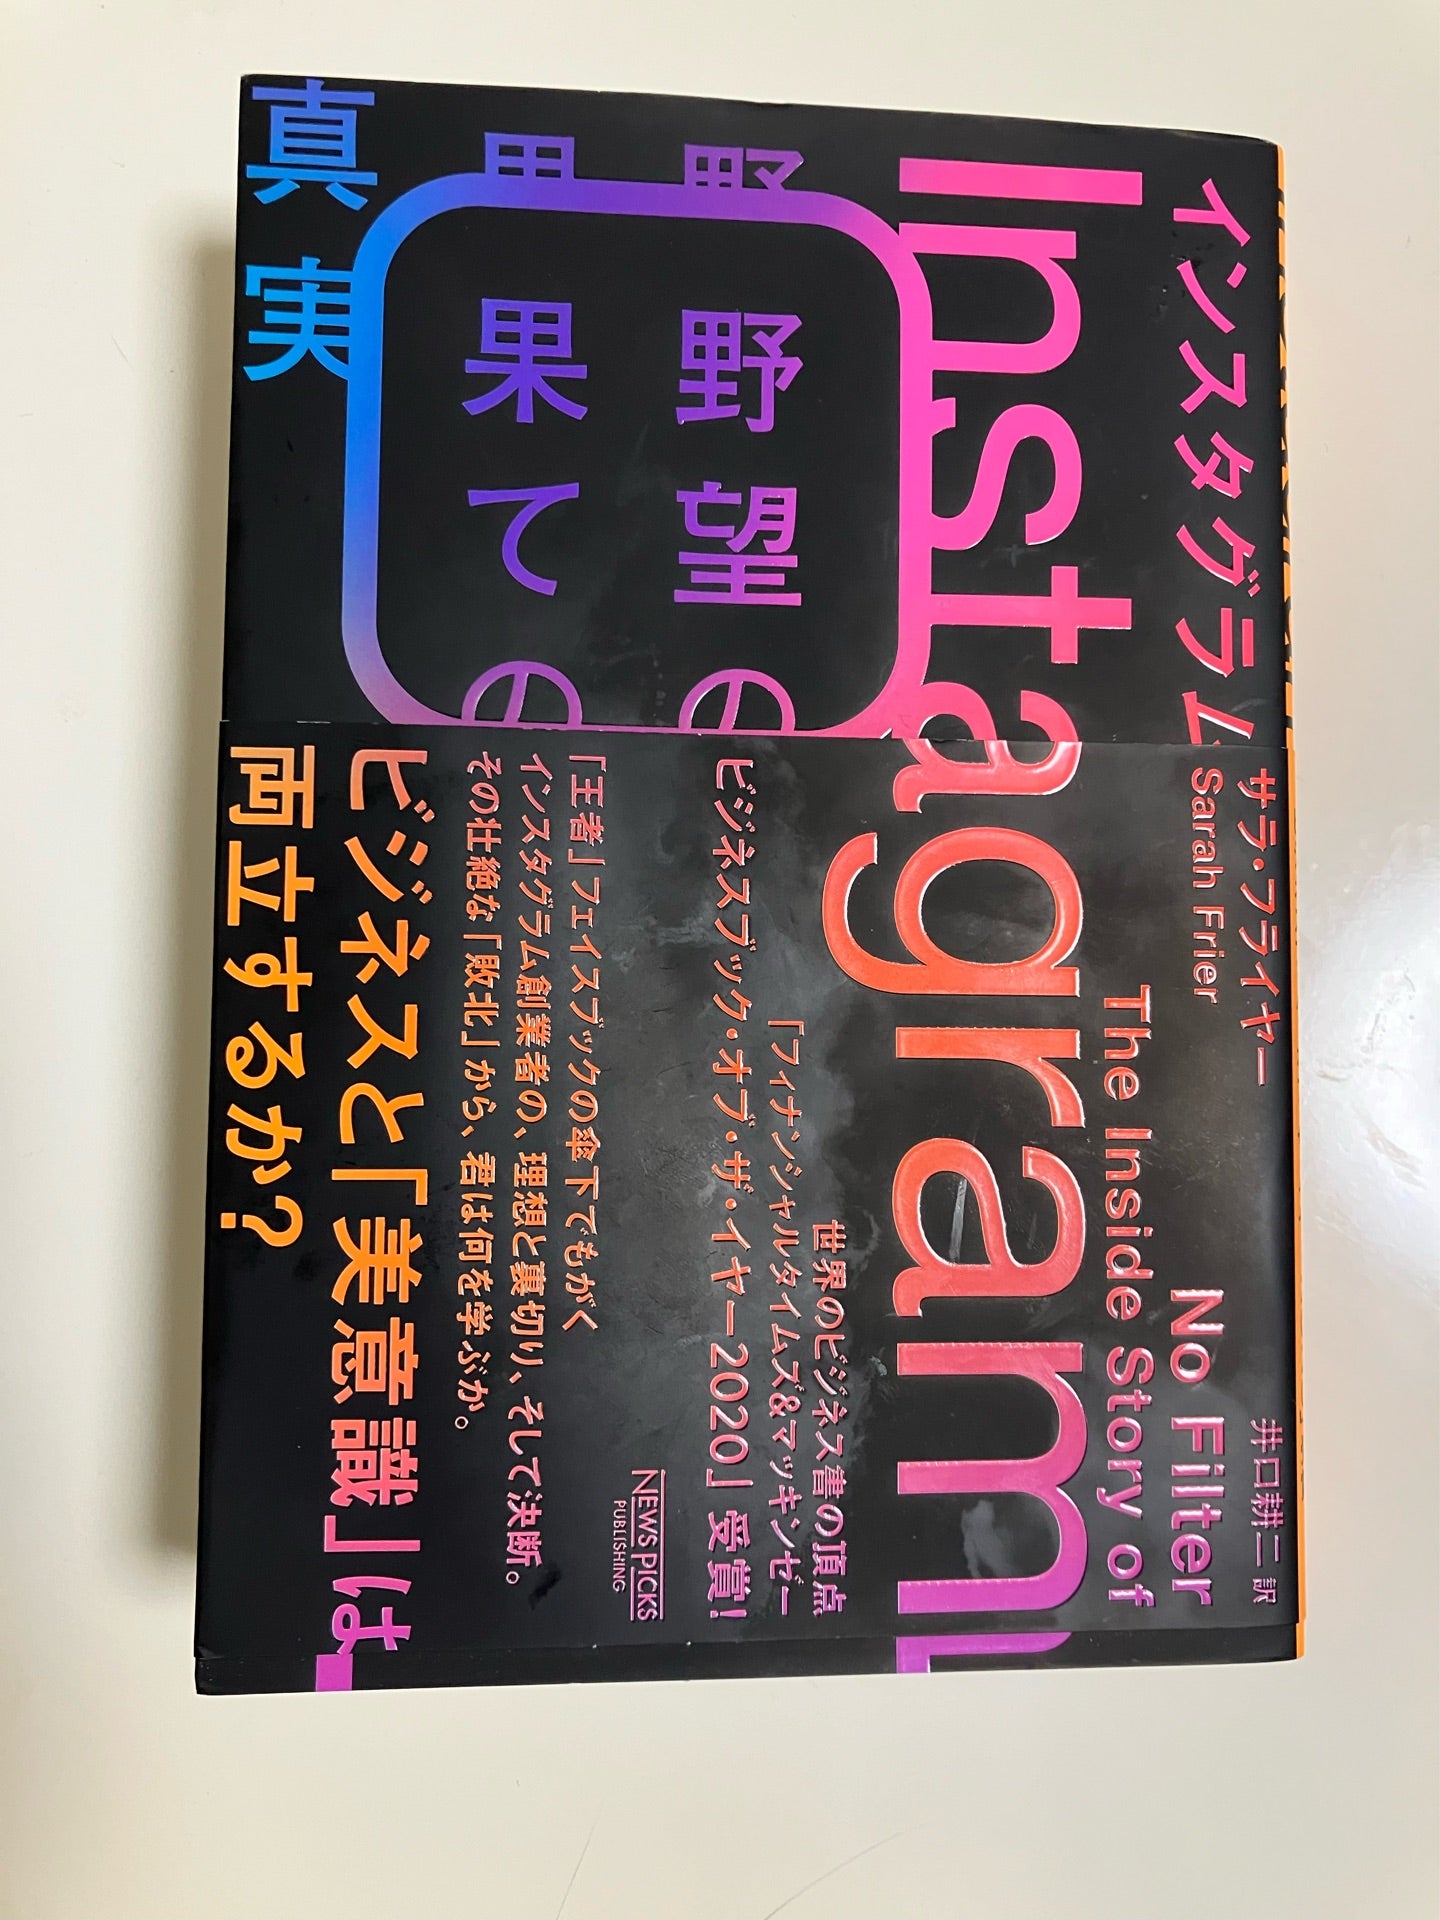 インスタグラム
Instagram
野望の
果ての
真実
サラ・フライヤー
Sarah Frier
井口耕二 訳
No Filter
The Inside Story of
世界のビジネス書の頂点
「フィナンシャルタイムズ&マッキンゼー
ビジネスブック・オブ・ザ・イヤー2020」受賞!
NEWSPICKS
PUBLISHING
「王者」フェイスブックの傘下でもがく
インスタグラム創業者の、理想と裏切り、そして決断。
その壮絶な「敗北」から、君は何を学ぶか。
ビジネスと「美意識」は
両立するか?